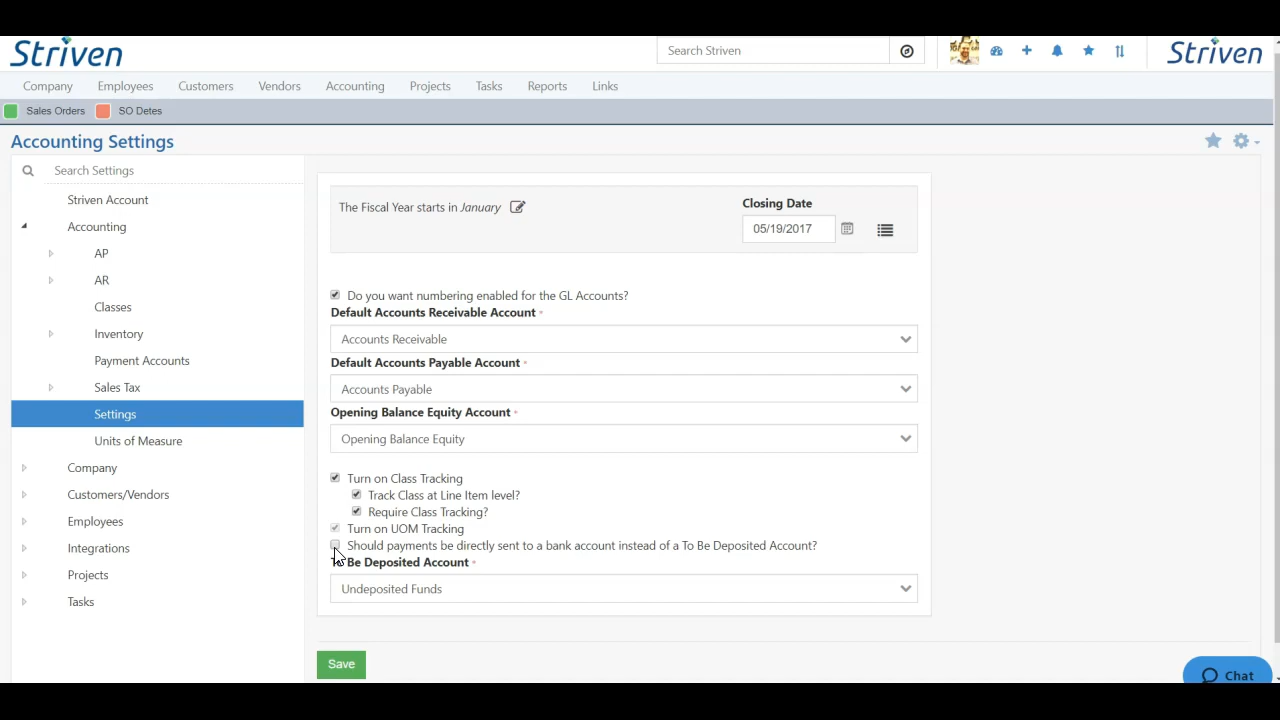 Striven
Search Striven
Striven
Company Employees Customers Vendors Accounting Projects Tasks Reports Links
Sales Orders SO Detes
Accounting Settings
Search Settings
Striven Account
Accounting
AP
AR
Classes
Inventory
Payment Accounts
Sales Tax
Settings
Units of Measure
Company
Customers/Vendors
Employees
Integrations
Projects
Tasks
The Fiscal Year starts in January
Closing Date
05/19/2017
Do you want numbering enabled for the GL Accounts?
Default Accounts Receivable Account *
Accounts Receivable
Default Accounts Payable Account *
Accounts Payable
Opening Balance Equity Account *
Opening Balance Equity
Turn on Class Tracking
Track Class at Line Item level?
Require Class Tracking?
Turn on UOM Tracking
Should payments be directly sent to a bank account instead of a To Be Deposited Account?
Be Deposited Account *
Undeposited Funds
Save
Chat